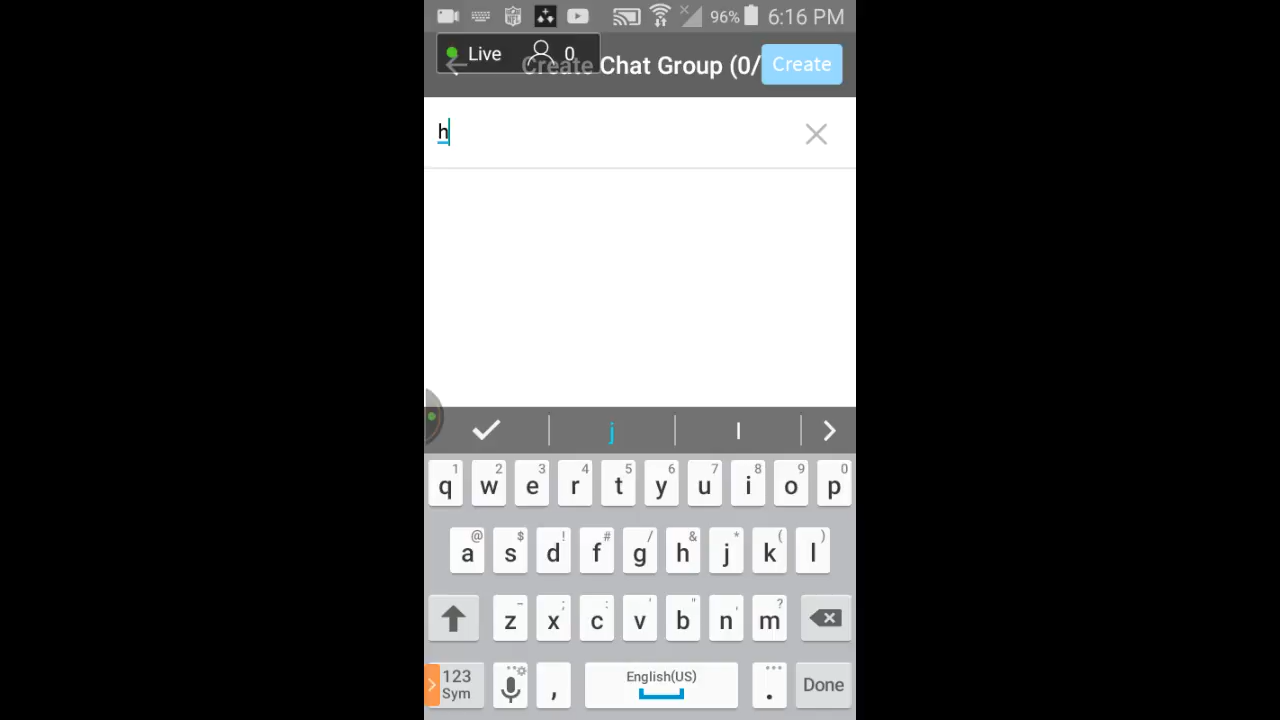 96% 6:16 PM
Live 0
Create Chat Group (0/
Create
h
j l
1 2 3 4 5 6 7 8 9 0
q w e r t y u i o p
@ $ ! # / & * ( )
a s d f g h j k l
- ; : ' " , ?
z x c v b n m
123
Sym
,
English(US)
.
Done